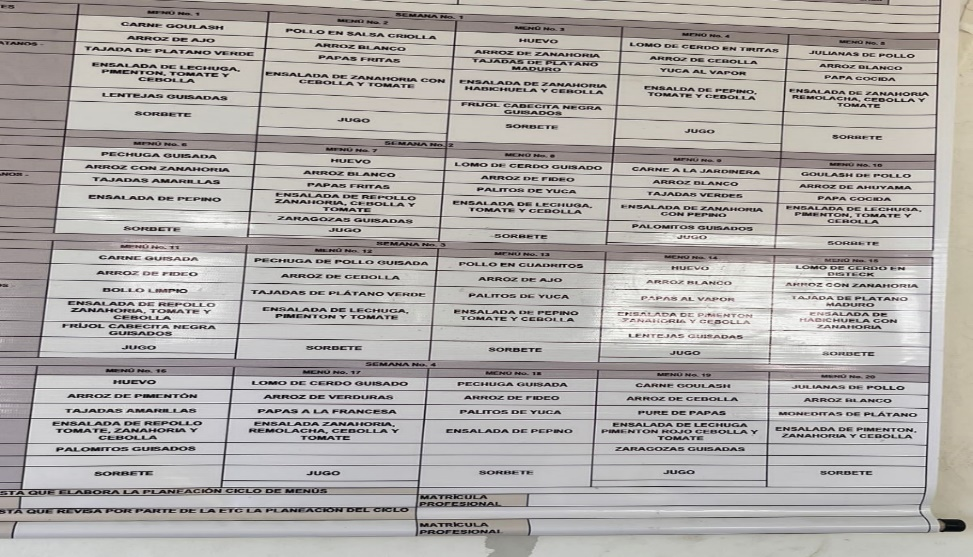 ES
ATANOS -
SEMANA No. 1
MENÚ No. 1
CARNE GOULASH
ARROZ DE AJO
TAJADA DE PLATANO VERDE
ENSALADA DE LECHUGA,
PIMENTON, TOMATE Y
CEBOLLA
LENTEJAS GUISADAS
SORBETE
MENÚ No. 2
POLLO EN SALSA CRIOLLA
ARROZ BLANCO
PAPAS FRITAS
ENSALADA DE ZANAHORIA CON
CEBOLLA Y TOMATE
JUGO
MENÚ No. 3
HUEVO
ARROZ DE ZANAHORIA
TAJADAS DE PLATANO
MADURO
ENSALADA DE ZANAHORIA
HABICHUELA Y CEBOLLA
FRIJOL CABECITA NEGRA
GUISADOS
SORBETE
MENÚ No. 4
LOMO DE CERDO EN TIRITAS
ARROZ DE CEBOLLA
YUCA AL VAPOR
ENSALDA DE PEPINO,
TOMATE Y CEBOLLA
JUGO
MENÚ No. 5
JULIANAS DE POLLO
ARROZ BLANCO
PAPA COCIDA
ENSALADA DE ZANAHORIA
REMOLACHA, CEBOLLA Y
TOMATE
SORBETE
ANOS -
SEMANA No. 2
MENÚ No. 6
PECHUGA GUISADA
ARROZ CON ZANAHORIA
TAJADAS AMARILLAS
ENSALADA DE PEPINO
SORBETE
MENÚ No. 7
HUEVO
ARROZ BLANCO
PAPAS FRITAS
ENSALADA DE REPOLLO
ZANAHORIA, CEBOLLA Y
TOMATE
ZARAGOZAS GUISADAS
JUGO
MENÚ No. 8
LOMO DE CERDO GUISADO
ARROZ DE FIDEO
PALITOS DE YUCA
ENSALADA DE LECHUGA,
TOMATE Y CEBOLLA
SORBETE
MENÚ No. 9
CARNE A LA JARDINERA
ARROZ BLANCO
TAJADAS VERDES
ENSALADA DE ZANAHORIA
CON PEPINO
PALOMITOS GUISADOS
JUGO
MENÚ No. 10
GOULASH DE POLLO
ARROZ DE AHUYAMA
PAPA COCIDA
ENSALADA DE LECHUGA,
PIMENTON, TOMATE Y
CEBOLLA
SORBETE
OS -
SEMANA No. 3
MENÚ No. 11
CARNE GUISADA
ARROZ DE FIDEO
BOLLO LIMPIO
ENSALADA DE REPOLLO
ZANAHORIA, TOMATE Y
CEBOLLA
FRÍJOL CABECITA NEGRA
GUISADOS
JUGO
MENÚ No. 12
PECHUGA DE POLLO GUISADA
ARROZ DE CEBOLLA
TAJADAS DE PLÁTANO VERDE
ENSALADA DE LECHUGA,
PIMENTON Y TOMATE
SORBETE
MENÚ No. 13
POLLO EN CUADRITOS
ARROZ DE AJO
PALITOS DE YUCA
ENSALADA DE PEPINO
TOMATE Y CEBOLLA
SORBETE
MENÚ No. 14
HUEVO
ARROZ BLANCO
PAPAS AL VAPOR
ENSALADA DE PIMENTON
ZANAHORIA Y CEBOLLA
LENTEJAS GUISADAS
JUGO
MENÚ No. 15
LOMO DE CERDO EN
BISTECK
ARROZ CON ZANAHORIA
TAJADA DE PLATANO
MADURO
ENSALADA DE
HABICHUELA CON
ZANAHORIA
SORBETE
SEMANA No. 4
MENÚ No. 16
HUEVO
ARROZ DE PIMENTÓN
TAJADAS AMARILLAS
ENSALADA DE REPOLLO
TOMATE, ZANAHORIA Y
CEBOLLA
PALOMITOS GUISADOS
SORBETE
MENÚ No. 17
LOMO DE CERDO GUISADO
ARROZ DE VERDURAS
PAPAS A LA FRANCESA
ENSALADA ZANAHORIA,
REMOLACHA, CEBOLLA Y
TOMATE
JUGO
MENÚ No. 18
PECHUGA GUISADA
ARROZ DE FIDEO
PALITOS DE YUCA
ENSALADA DE PEPINO
SORBETE
MENÚ No. 19
CARNE GOULASH
ARROZ DE CEBOLLA
PURE DE PAPAS
ENSALADA DE LECHUGA
PIMENTON ROJO CEBOLLA Y
TOMATE
ZARAGOZAS GUISADAS
JUGO
MENÚ No. 20
JULIANAS DE POLLO
ARROZ BLANCO
MONEDITAS DE PLÁTANO
ENSALADA DE PIMENTON,
ZANAHORIA Y CEBOLLA
SORBETE
STA QUE ELABORA LA PLANEACIÓN CICLO DE MENÚS
MATRÍCULA
PROFESIONAL
STA QUE REVISA POR PARTE DE LA ETC LA PLANEACIÓN DEL CICLO
MATRÍCULA
PROFESIONAL